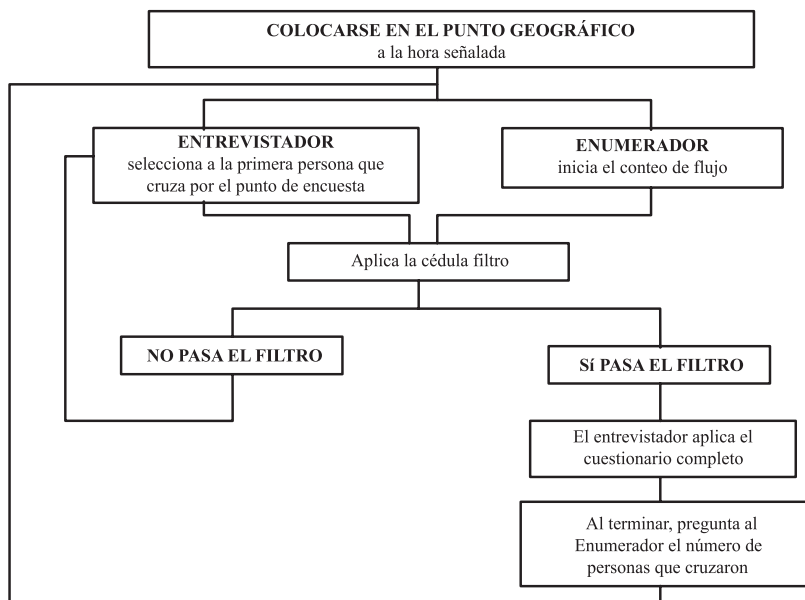 COLOCARSE EN EL PUNTO GEOGRÁFICO
a la hora señalada
ENTREVISTADOR
selecciona a la primera persona que
cruza por el punto de encuesta
ENUMERADOR
inicia el conteo de flujo
Aplica la cédula filtro
NO PASA EL FILTRO
Sí PASA EL FILTRO
El entrevistador aplica el
cuestionario completo
Al terminar, pregunta al
Enumerador el número de
personas que cruzaron